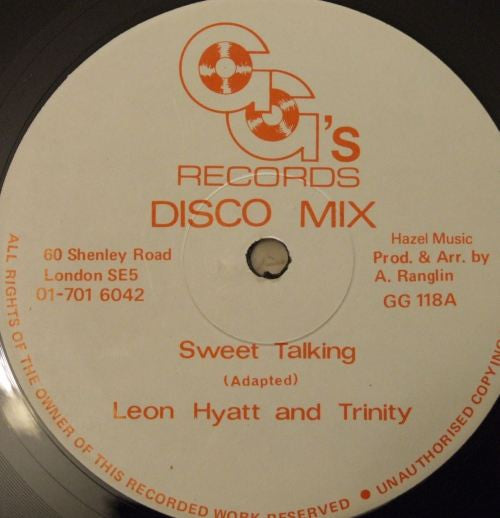 GG's
RECORDS
DISCO MIX
60 Shenley Road
London SE5
01-701 6042
Hazel Music
Prod. & Arr. by
A. Ranglin
GG 118A
Sweet Talking
(Adapted)
Leon Hyatt and Trinity
ALL RIGHTS OF THE OWNER OF THIS RECORDED WORK RESERVED ● UNAUTHORISED COPYING